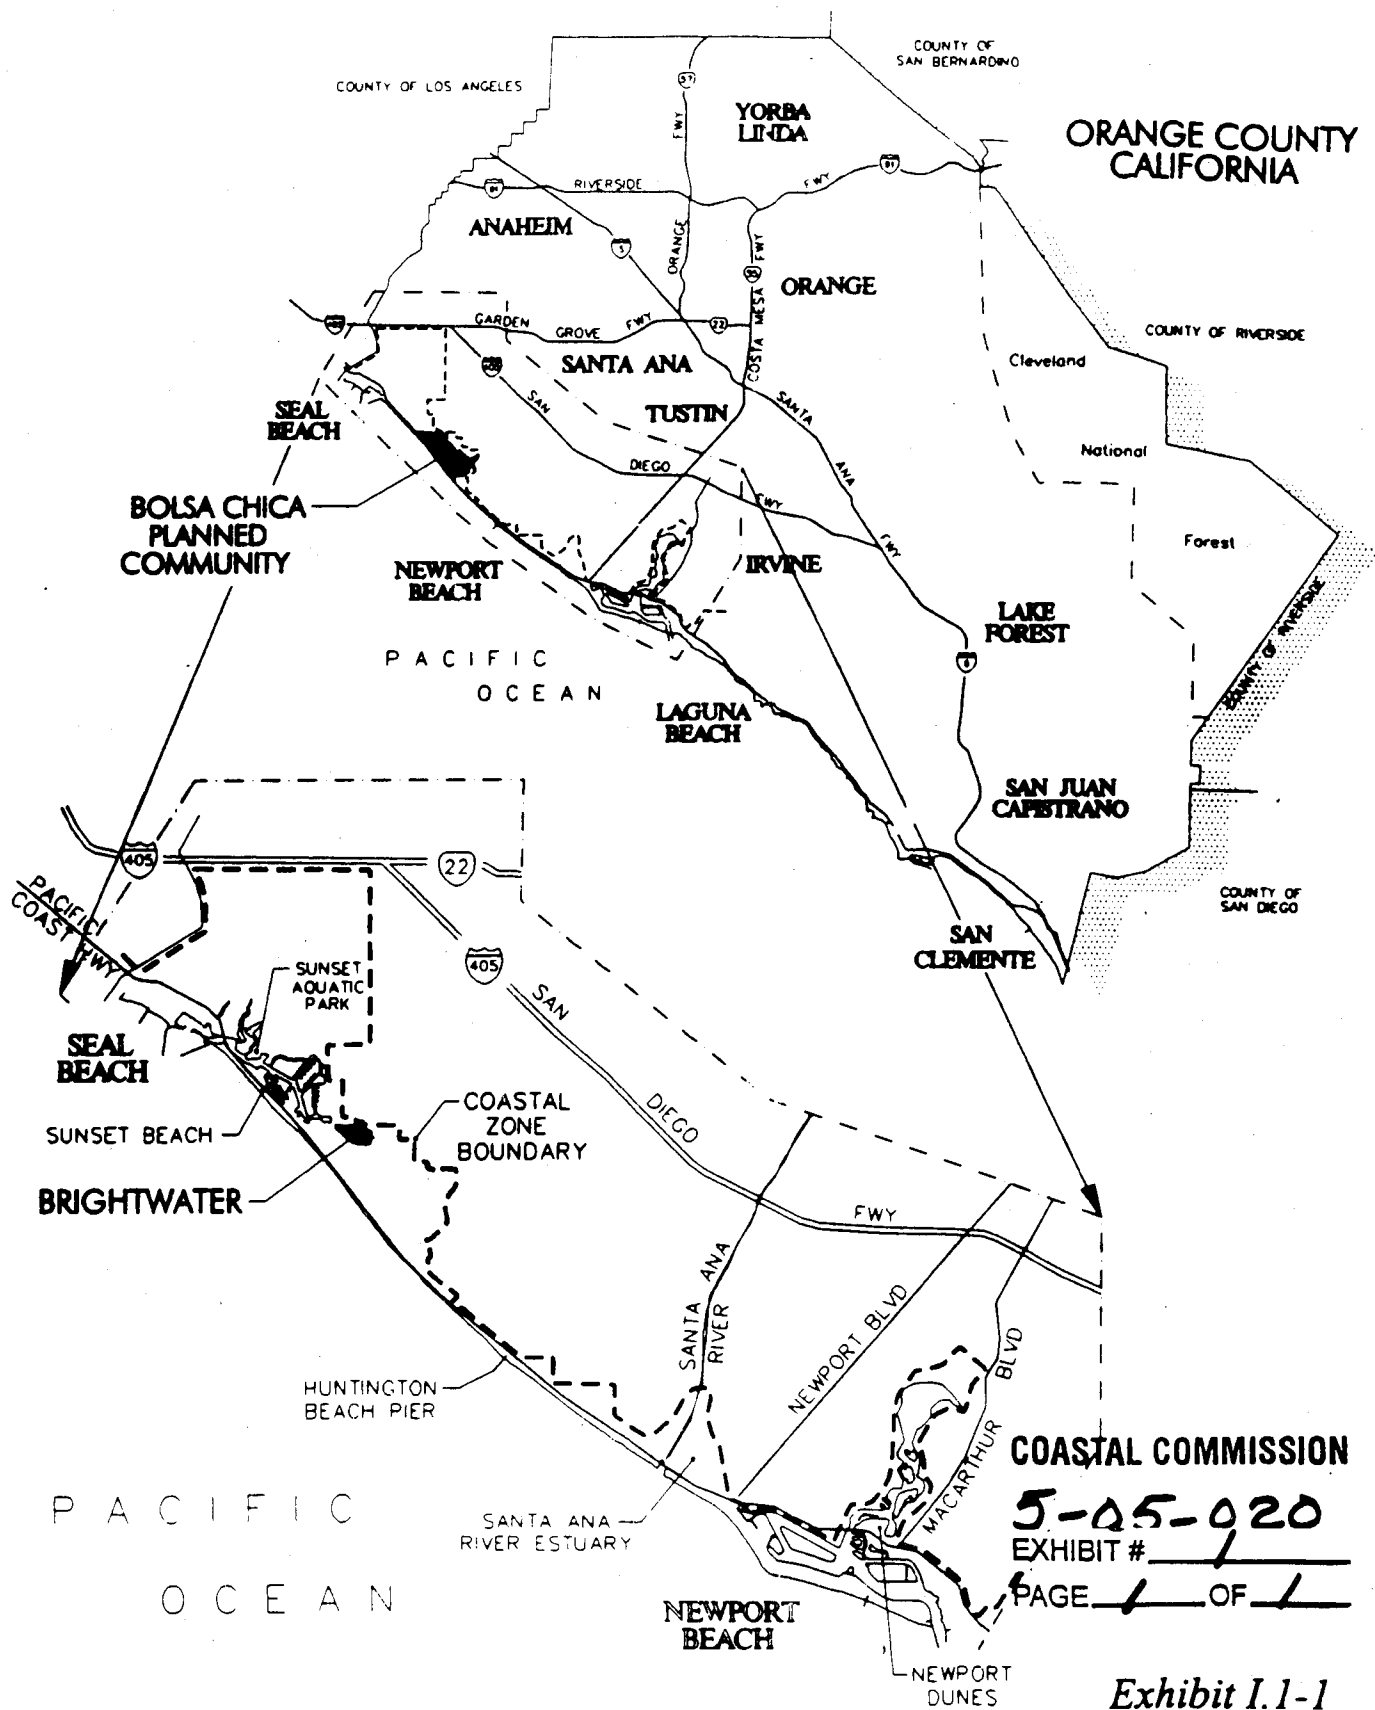 COUNTY OF
SAN BERNARDINO
COUNTY OF LOS ANGELES
57
FWY
YORBA
LINDA
ORANGE COUNTY
CALIFORNIA
91
RIVERSIDE
FWY
91
ANAHEIM
5
ORANGE
COSTA MESA FWY
55
ORANGE
GARDEN
GROVE
FWY
22
COUNTY OF RIVERSIDE
Cleveland
SANTA ANA
405
SAN
SEAL
BEACH
TUSTIN
SANTA
National
DIEGO
ANA
FWY
BOLSA CHICA
PLANNED
COMMUNITY
FWY
Forest
NEWPORT
BEACH
IRVINE
LAKE
FOREST
COUNTY OF RIVERSIDE
PACIFIC
OCEAN
LAGUNA
BEACH
SAN JUAN
CAPISTRANO
405
22
PACIFIC
COAST HWY
COUNTY OF
SAN DIEGO
SAN
CLEMENTE
405
SUNSET
AQUATIC
PARK
SAN
SEAL
BEACH
COASTAL
ZONE
BOUNDARY
DIEGO
SUNSET BEACH
BRIGHTWATER
FWY
SANTA ANA
RIVER
NEWPORT BLVD
MACARTHUR BLVD
HUNTINGTON
BEACH PIER
COASTAL COMMISSION
5-05-020
EXHIBIT # 1
PAGE 1 OF 1
PACIFIC
OCEAN
SANTA ANA
RIVER ESTUARY
NEWPORT
BEACH
NEWPORT
DUNES
Exhibit I.1-1